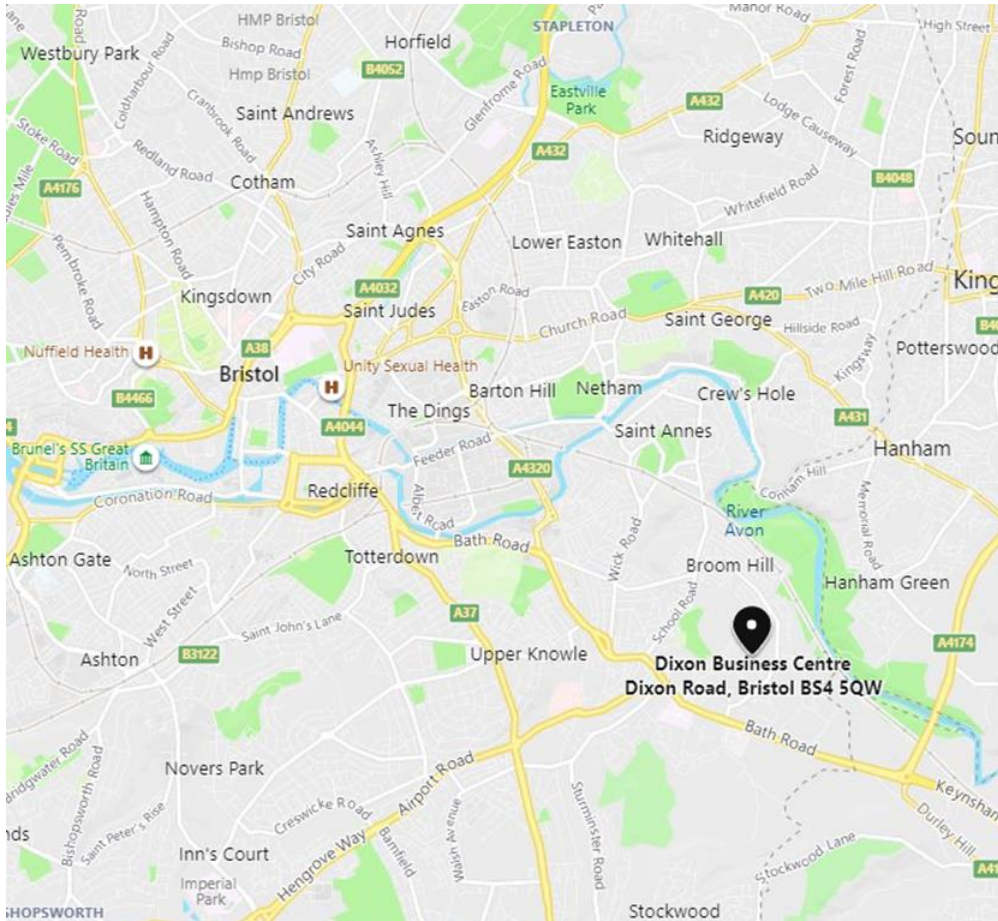 HMP Bristol
STAPLETON
Manor Road
High Street
Westbury Park
Bishop Road
Horfield
B4052
Hmp Bristol
Coldharbour Road
Cranbrook Road
Glenfrome Road
Eastville
Park
A432
Forest Road
Lodge Causeway
Saint Andrews
Stoke Road
Redland Road
Ashley Hill
A432
Ridgeway
Soun
A4176
Cotham
B4048
Hampton Road
Whitefield Road
Saint Agnes
Lower Easton
Whitehall
Pembroke Road
City Road
Kingsdown
A4032
Easton Road
Two Mile Hill Road
King
A420
Saint Judes
Church Road
Saint George
Hillside Road
Nuffield Health
H
A38
Unity Sexual Health
Kingsway
Potterswood
Bristol
H
B4466
Barton Hill
Netham
Crew's Hole
The Dings
A431
A4044
Saint Annes
Brunel's SS Great
Britain
Feeder Road
A4320
Hanham
Coronation Road
Redcliffe
Albert Road
Conham Hill
River
Avon
Memorial Road
Ashton Gate
North Street
Totterdown
Bath Road
Wick Road
Broom Hill
Hanham Green
West Street
A37
School Road
Saint John's Lane
A4174
Ashton
B3122
Upper Knowle
Dixon Business Centre
Dixon Road, Bristol BS4 5QW
Bath Road
Novers Park
Airport Road
Bishopsworth Road
Creswicke Road
Keynsham
Saint Peter's Rise
Walsh Avenue
Sturminster Road
Durley Hill
Inn's Court
Hengrove Way
Bamfield
Stockwood Lane
Imperial
Park
Stockwood